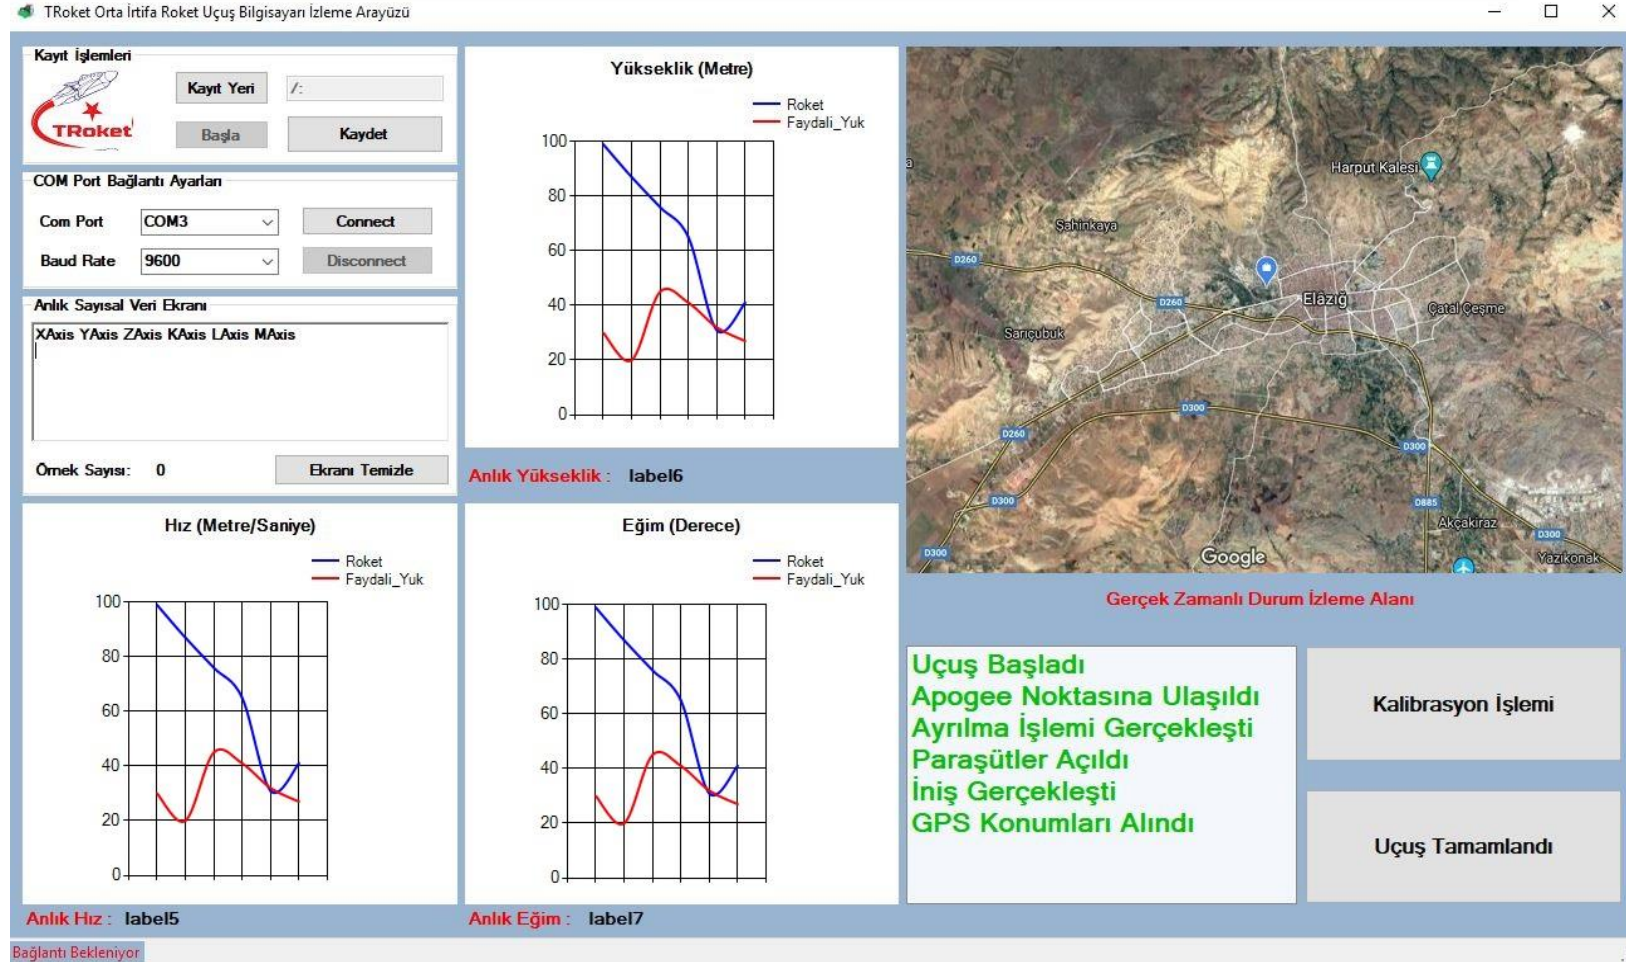 TRoket Orta İrtifa Roket Uçuş Bilgisayarı İzleme Arayüzü
Kayıt İşlemleri
TRoket
Kayıt Yeri
/:
Başla
Kaydet
COM Port Bağlantı Ayarları
Com Port
COM3
Connect
Baud Rate
9600
Disconnect
Anlık Sayısal Veri Ekranı
XAxis YAxis ZAxis KAxis LAxis MAxis
Örnek Sayısı: 0
Ekranı Temizle
Yükseklik (Metre)
Roket
Faydali_Yuk
100
80
60
40
20
0
Anlık Yükseklik : label6
Hız (Metre/Saniye)
Roket
Faydali_Yuk
100
80
60
40
20
0
Anlık Hız : label5
Eğim (Derece)
Roket
Faydali_Yuk
100
80
60
40
20
0
Anlık Eğim : label7
Harput Kalesi
Şahinkaya
D260
D260
Elâzığ
Çatal Çeşme
Sarıçubuk
D300
D260
D300
D300
D885
Akçakiraz
D300
D300
Google
Yazıkonak
Gerçek Zamanlı Durum İzleme Alanı
Uçuş Başladı
Apogee Noktasına Ulaşıldı
Ayrılma İşlemi Gerçekleşti
Paraşütler Açıldı
İniş Gerçekleşti
GPS Konumları Alındı
Kalibrasyon İşlemi
Uçuş Tamamlandı
Bağlantı Bekleniyor